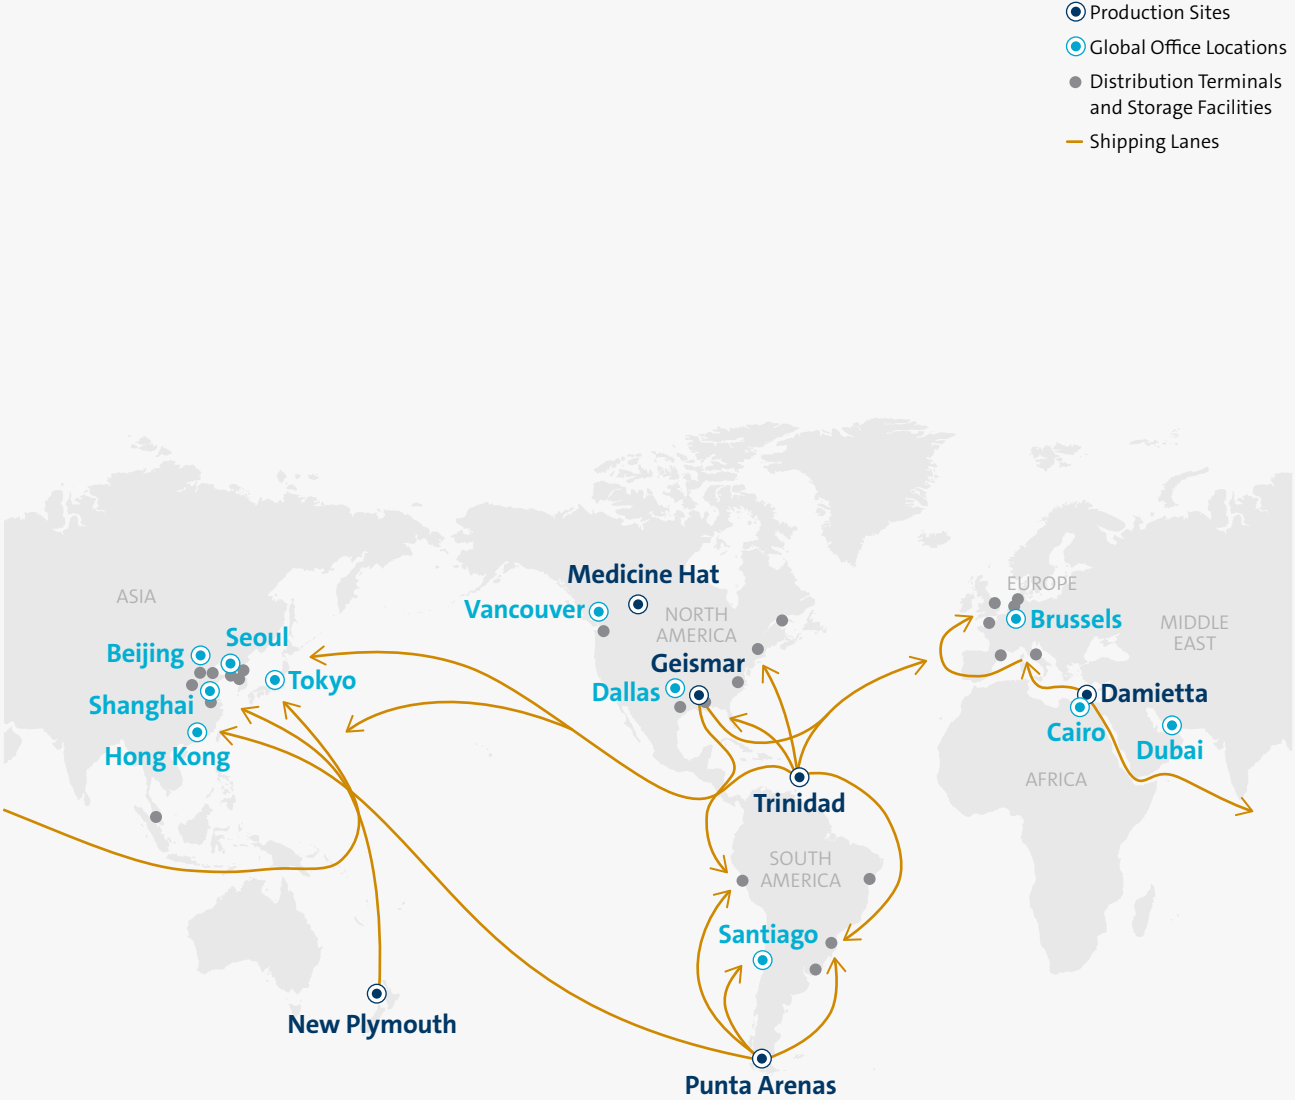 Production Sites
Global Office Locations
Distribution Terminals
and Storage Facilities
Shipping Lanes
Medicine Hat
EUROPE
ASIA
Vancouver
NORTH
AMERICA
Brussels
MIDDLE
EAST
Seoul
Beijing
Geismar
Tokyo
Dallas
Damietta
Shanghai
Cairo
Hong Kong
Dubai
AFRICA
Trinidad
SOUTH
AMERICA
Santiago
New Plymouth
Punta Arenas